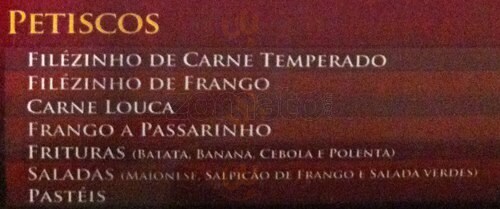 PETISCOS
FILÉZINHO DE CARNE TEMPERADO
FILÉZINHO DE FRANGO
CARNE LOUCA
FRANGO A PASSARINHO
FRITURAS (BATATA, BANANA, CEBOLA E POLENTA)
SALADAS (MAIONESE, SALPICÃO DE FRANGO E SALADA VERDES)
PASTÉIS